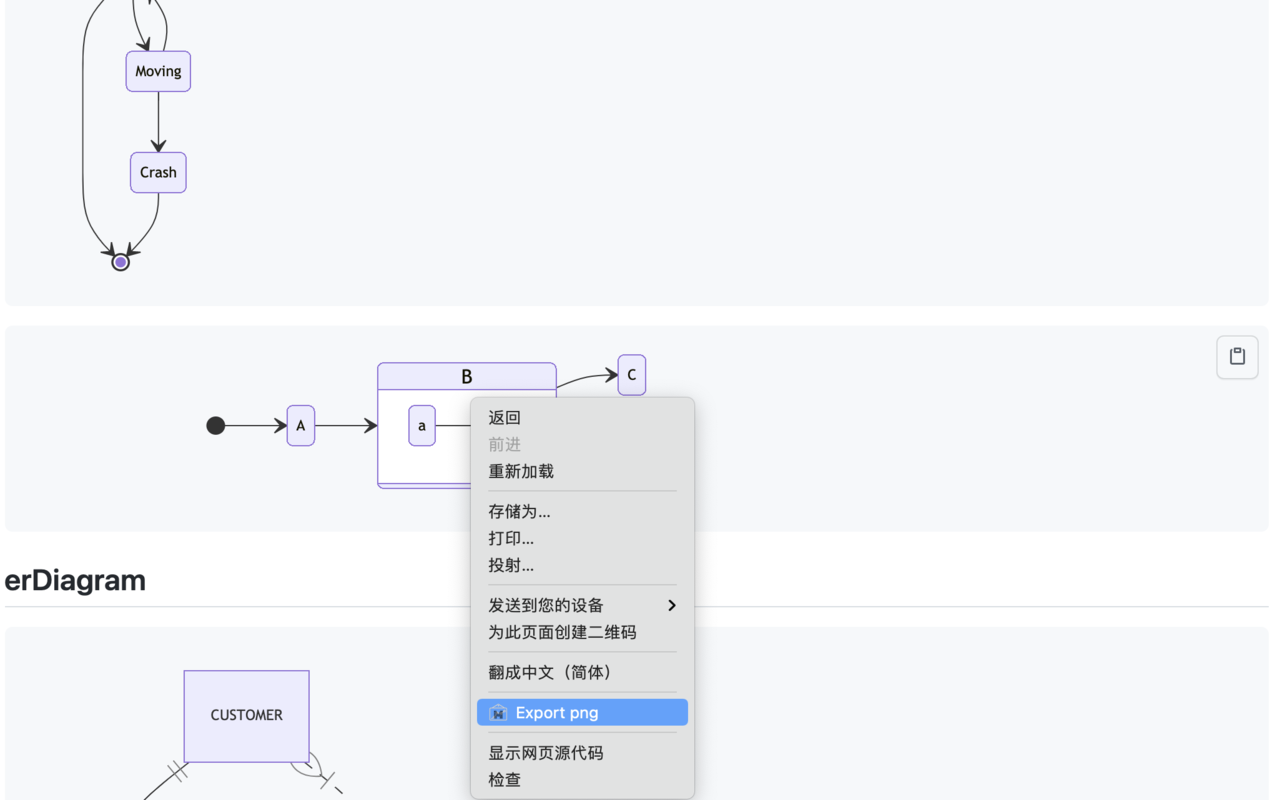 Moving
Crash
B
C
A
a
返回
前进
重新加载
存储为...
打印...
投射...
erDiagram
发送到您的设备
为此页面创建二维码
翻成中文（简体）
CUSTOMER
Export png
显示网页源代码
检查